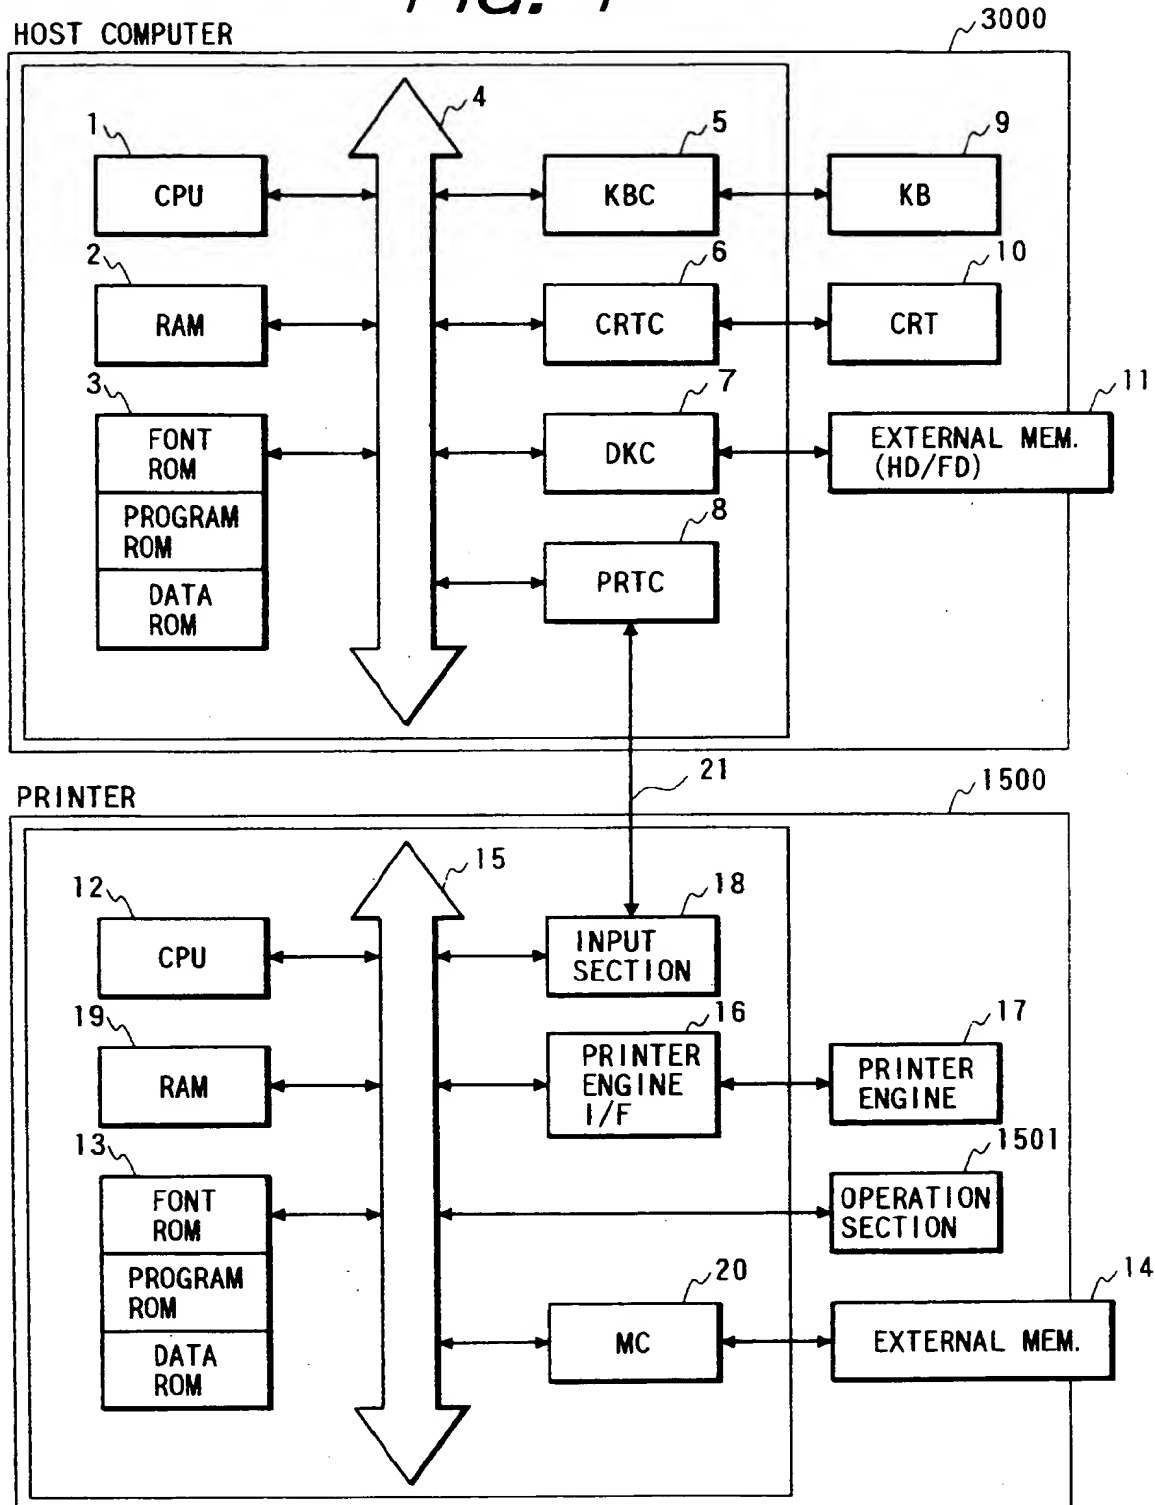 HOST COMPUTER
3000
1
CPU
4
5
KBC
9
KB
2
RAM
6
CRTC
10
CRT
3
FONT
ROM
PROGRAM
ROM
DATA
ROM
7
DKC
11
EXTERNAL MEM.
(HD/FD)
8
PRTC
21
PRINTER
1500
12
CPU
15
18
INPUT
SECTION
19
RAM
16
PRINTER
ENGINE
I/F
17
PRINTER
ENGINE
13
FONT
ROM
PROGRAM
ROM
DATA
ROM
1501
OPERATION
SECTION
20
MC
14
EXTERNAL MEM.